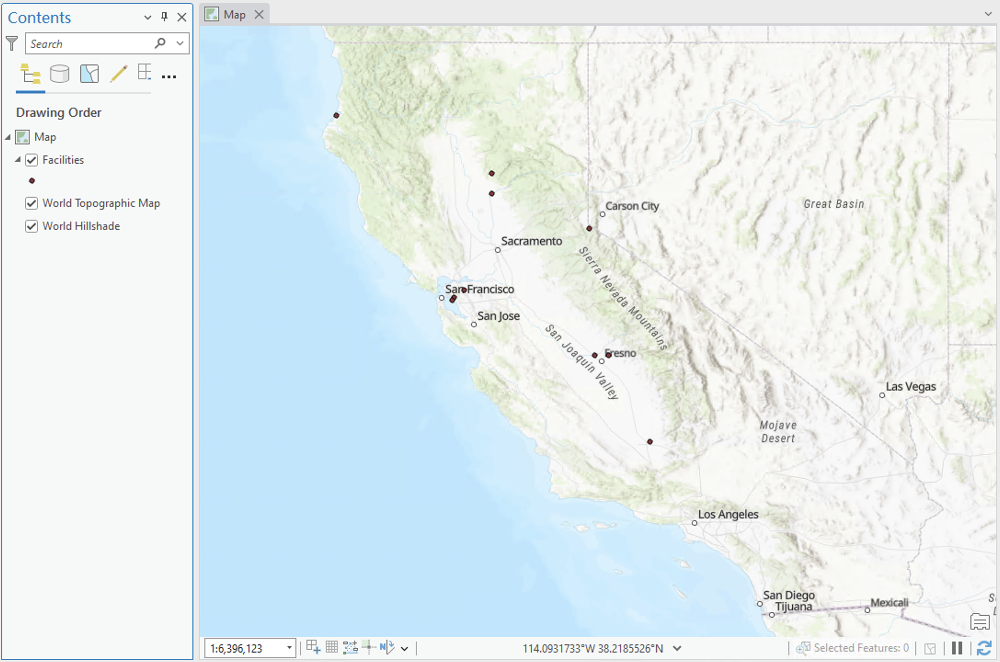 Contents
Search
Drawing Order
Map
Facilities
World Topographic Map
World Hillshade
Map
Carson City
Great Basin
Sacramento
Sierra Nevada Mountains
San Francisco
San Jose
San Joaquin Valley
Fresno
Las Vegas
Mojave
Desert
Los Angeles
San Diego
Tijuana
Mexicali
1:6,396,123
114.0931733°W 38.2185526°N
Selected Features: 0